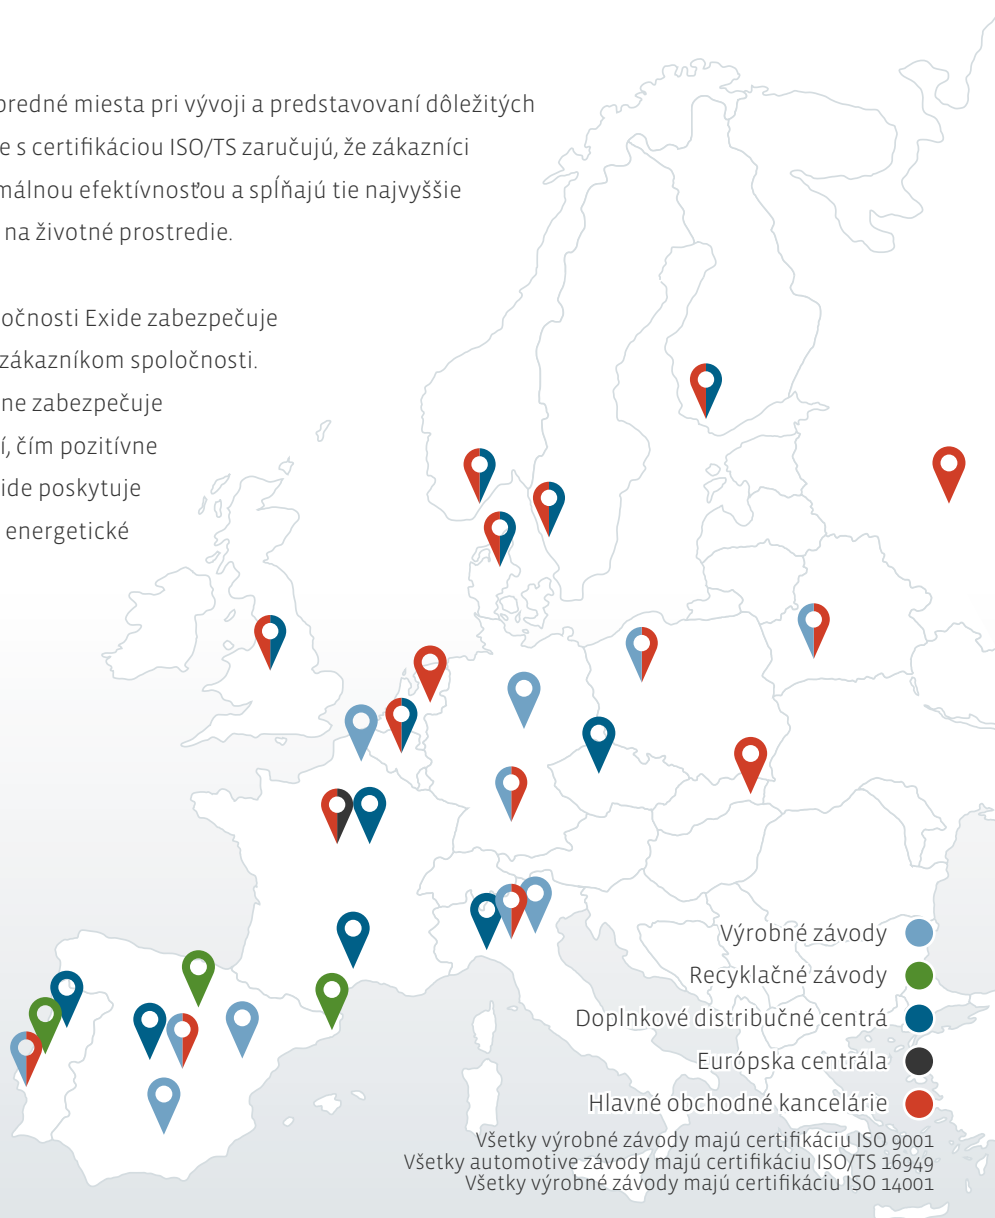 predné miesta pri vývoji a predstavovaní dôležitých
e s certifikáciou ISO/TS zaručujú, že zákazníci
málnou efektívnosťou a spĺňajú tie najvyššie
na životné prostredie.
očnosti Exide zabezpečuje
zákazníkom spoločnosti.
ne zabezpečuje
í, čím pozitívne
ide poskytuje
energetické
Výrobné závody
Recyklačné závody
Doplnkové distribučné centrá
Európska centrála
Hlavné obchodné kancelárie
Všetky výrobné závody majú certifikáciu ISO 9001
Všetky automotive závody majú certifikáciu ISO/TS 16949
Všetky výrobné závody majú certifikáciu ISO 14001